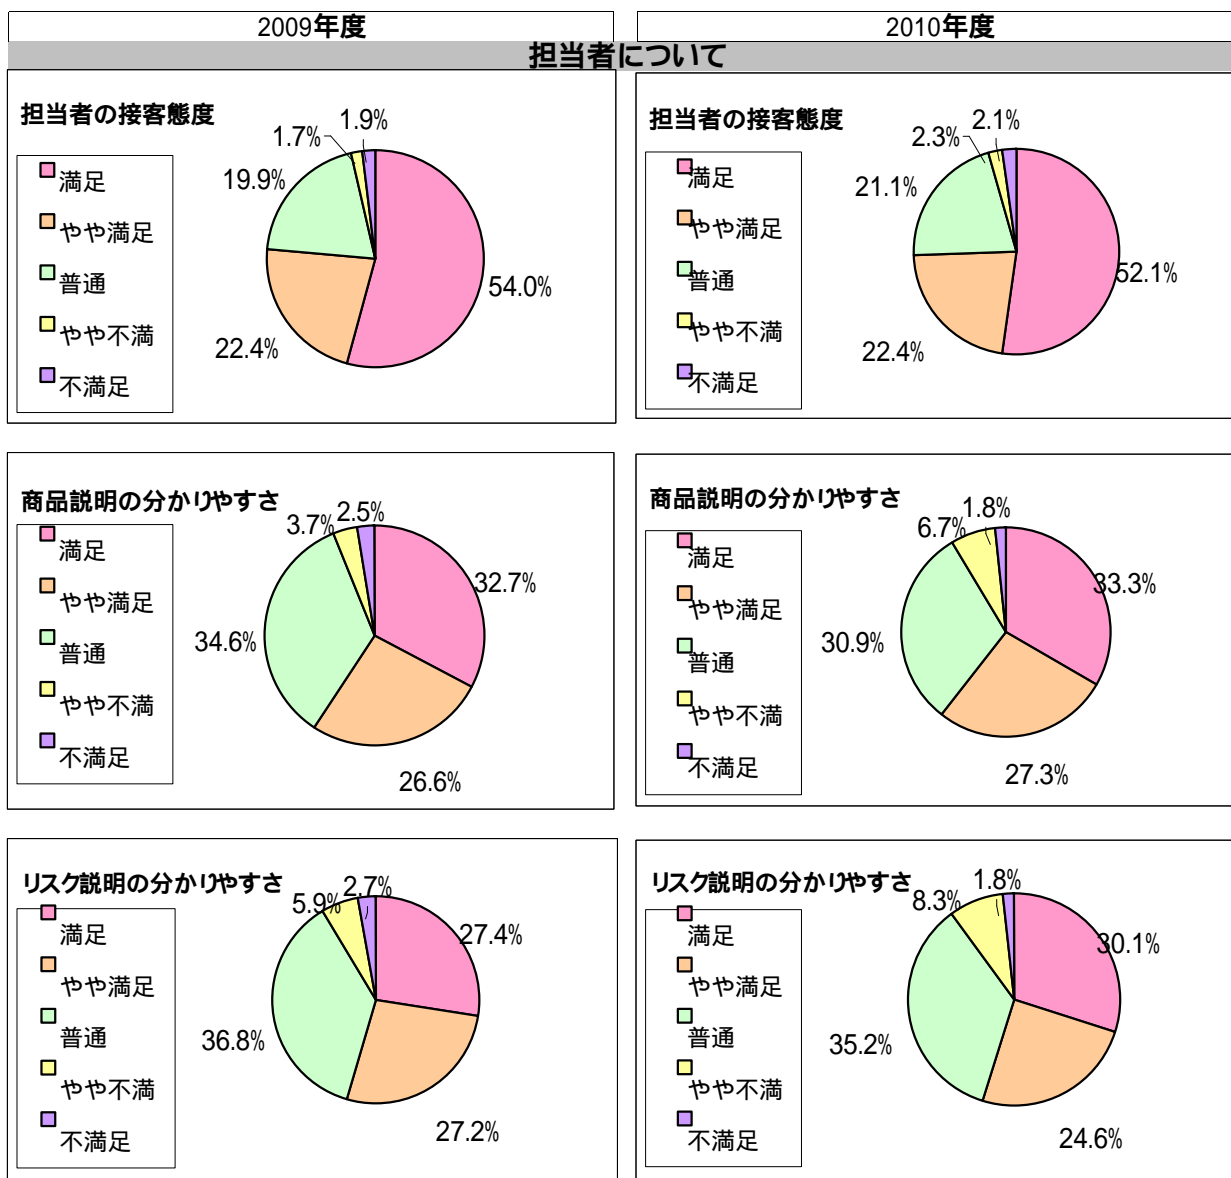 2009年度
2010年度
担当者について
担当者の接客態度
満足
やや満足
普通
やや不満
不満足
1.7%
1.9%
19.9%
54.0%
22.4%
担当者の接客態度
満足
やや満足
普通
やや不満
不満足
2.3%
2.1%
21.1%
52.1%
22.4%
商品説明の分かりやすさ
満足
やや満足
普通
やや不満
不満足
3.7%
2.5%
32.7%
34.6%
26.6%
商品説明の分かりやすさ
満足
やや満足
普通
やや不満
不満足
6.7%
1.8%
33.3%
30.9%
27.3%
リスク説明の分かりやすさ
満足
やや満足
普通
やや不満
不満足
5.9%
2.7%
27.4%
36.8%
27.2%
リスク説明の分かりやすさ
満足
やや満足
普通
やや不満
不満足
8.3%
1.8%
30.1%
35.2%
24.6%